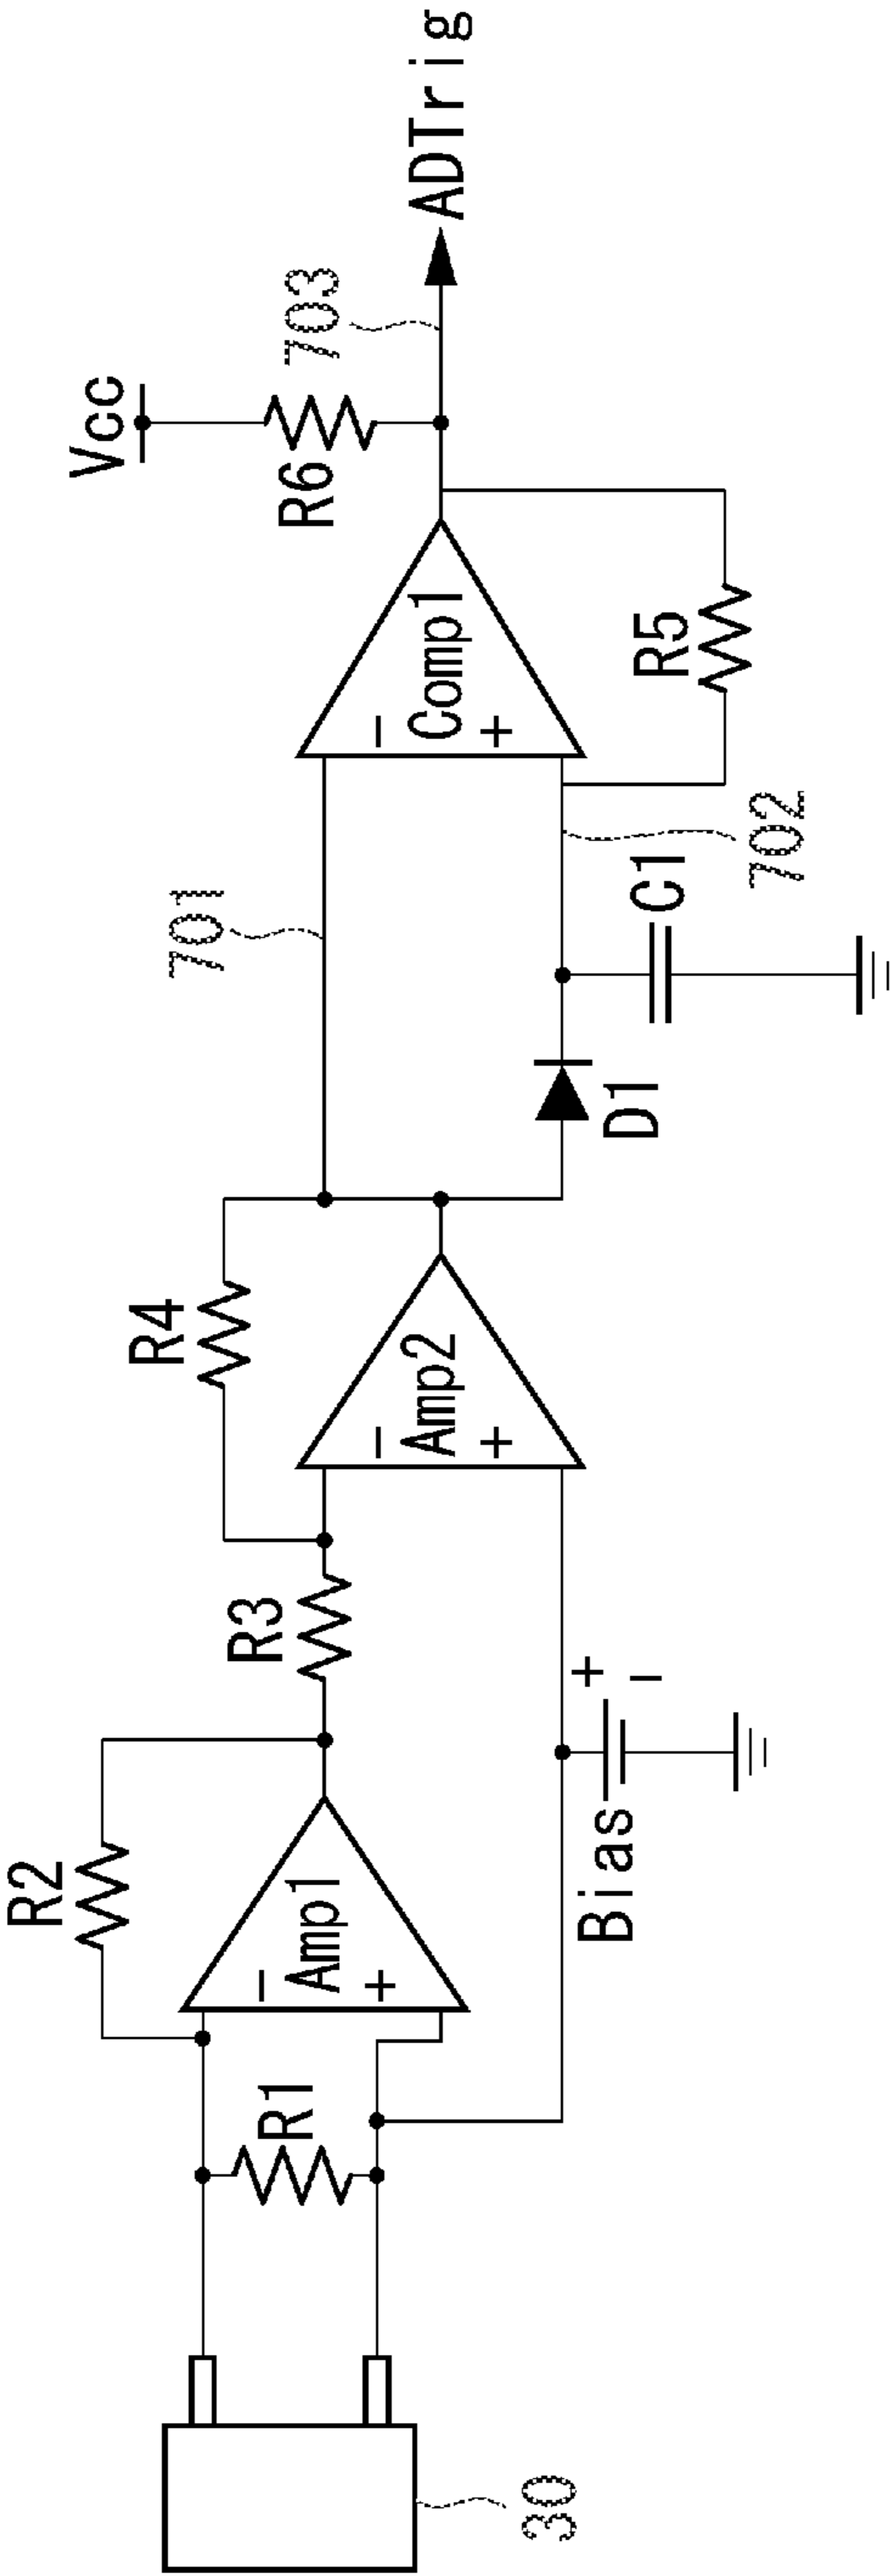 30
R1
R2
- Amp1 +
Bias
+
-
R3
R4
- Amp2 +
D1
C1
701
702
- Comp1 +
R5
R6
Vcc
703
ADTrig